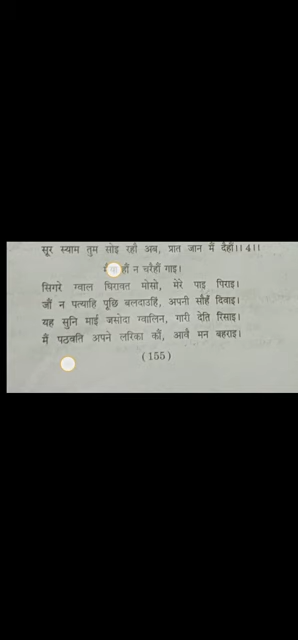 सूर स्याम तुम सोइ रहौ अब, प्रात जान मैं दैहौं।। 4।।
हौं न चरैहौं गाइ।
सिगरे ग्वाल घिरावत मोसो, मेरे पाइ पिराइ।
जौं न पत्याहि पूछि बलदाउहिं, अपनी सौहँ दिवाइ।
यह सुनि माई जसोदा ग्वालिन, गारी देति रिसाइ।
मैं पठवति अपने लरिका कौं, आवै मन बहराइ।
(155)